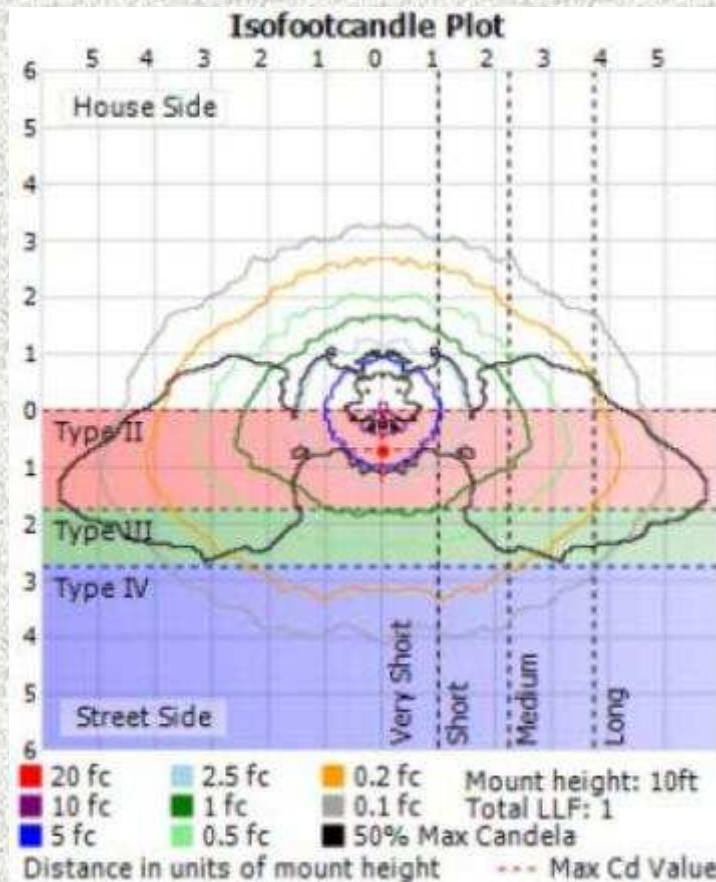 Isofootcandle Plot
5 4 3 2 1 0 1 2 3 4 5
6
House Side
5
4
3
2
1
0
Type II
1
2
Type III
3
Type IV
4
Very Short
Short
Medium
Long
5
Street Side
6
20 fc 2.5 fc 0.2 fc Mount height: 10ft
10 fc 1 fc 0.1 fc Total LLF: 1
5 fc 0.5 fc 50% Max Candela
Distance in units of mount height Max Cd Value